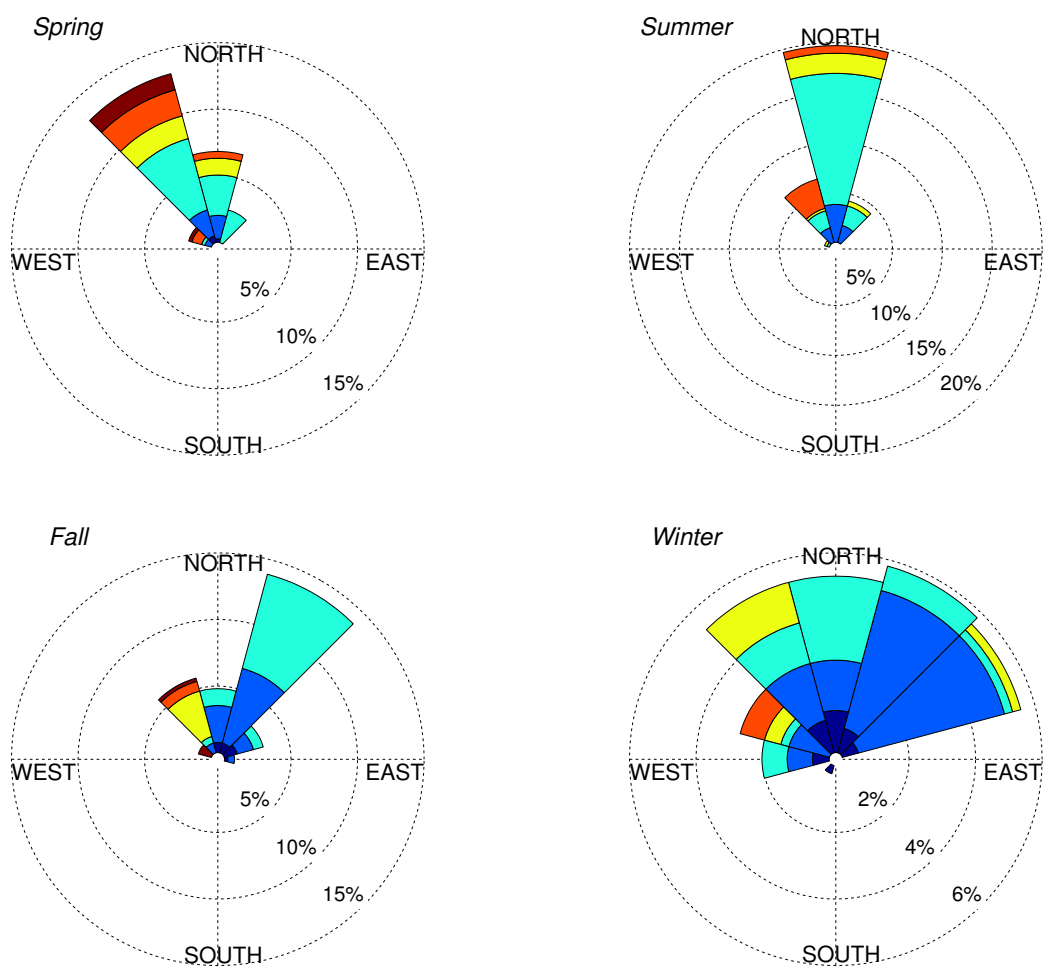 Spring
NORTH
WEST
EAST
5%
10%
15%
SOUTH
Summer
NORTH
WEST
EAST
5%
10%
15%
20%
SOUTH
Fall
NORTH
WEST
EAST
5%
10%
15%
SOUTH
Winter
NORTH
WEST
EAST
2%
4%
6%
SOUTH